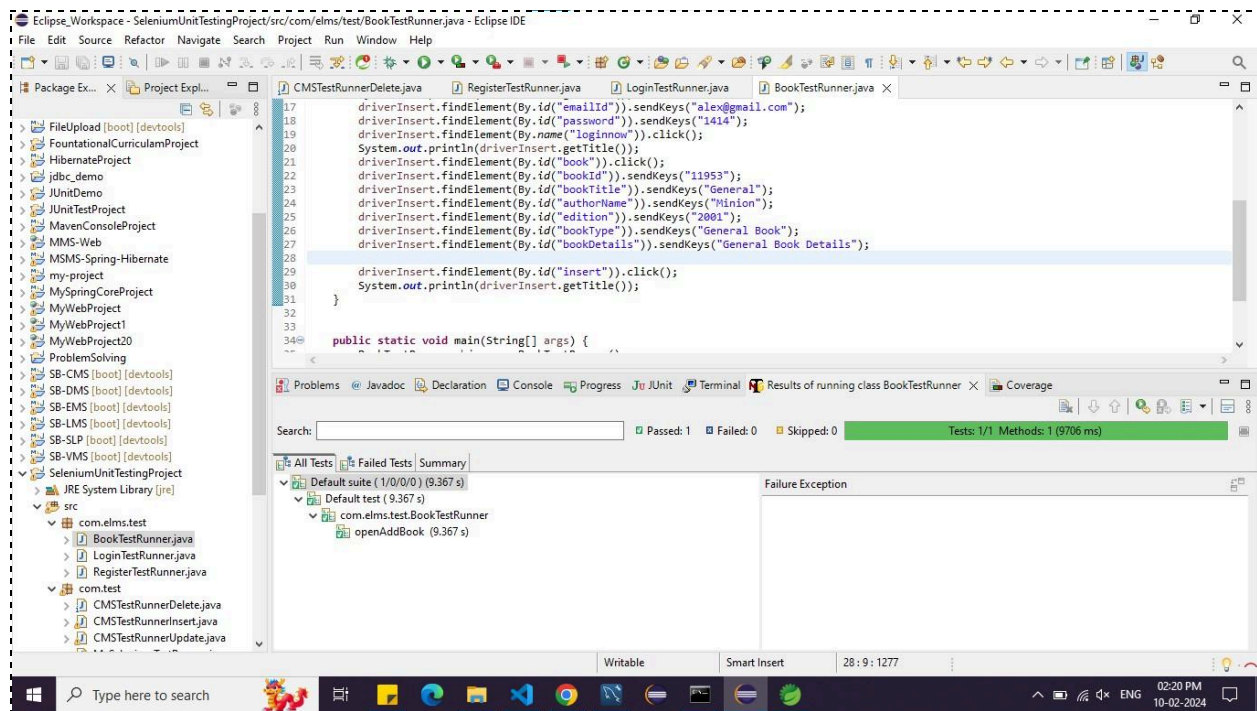 Eclipse_Workspace - SeleniumUnitTestingProject/src/com/elms/test/BookTestRunner.java - Eclipse IDE
File Edit Source Refactor Navigate Search Project Run Window Help
Package Ex... Project Expl...
FileUpload [boot] [devtools]
FountationalCurriculamProject
HibernateProject
jdbc_demo
JUnitDemo
JUnitTestProject
MavenConsoleProject
MMS-Web
MSMS-Spring-Hibernate
my-project
MySpringCoreProject
MyWebProject
MyWebProject1
MyWebProject20
ProblemSolving
SB-CMS [boot] [devtools]
SB-DMS [boot] [devtools]
SB-EMS [boot] [devtools]
SB-LMS [boot] [devtools]
SB-SLP [boot] [devtools]
SB-VMS [boot] [devtools]
SeleniumUnitTestingProject
JRE System Library [jre]
src
com.elms.test
BookTestRunner.java
LoginTestRunner.java
RegisterTestRunner.java
com.test
CMSTestRunnerDelete.java
CMSTestRunnerInsert.java
CMSTestRunnerUpdate.java
CMSTestRunnerDelete.java RegisterTestRunner.java LoginTestRunner.java BookTestRunner.java
17 driverInsert.findElement(By.id("emailId")).sendKeys("alex@gmail.com");
18 driverInsert.findElement(By.id("password")).sendKeys("1414");
19 driverInsert.findElement(By.name("loginnow")).click();
20 System.out.println(driverInsert.getTitle());
21 driverInsert.findElement(By.id("book")).click();
22 driverInsert.findElement(By.id("bookId")).sendKeys("11953");
23 driverInsert.findElement(By.id("bookTitle")).sendKeys("General");
24 driverInsert.findElement(By.id("authorName")).sendKeys("Minion");
25 driverInsert.findElement(By.id("edition")).sendKeys("2001");
26 driverInsert.findElement(By.id("bookType")).sendKeys("General Book");
27 driverInsert.findElement(By.id("bookDetails")).sendKeys("General Book Details");
28
29 driverInsert.findElement(By.id("insert")).click();
30 System.out.println(driverInsert.getTitle());
31 }
32
33
34 public static void main(String[] args) {
Problems Javadoc Declaration Console Progress JUnit Terminal Results of running class BookTestRunner Coverage
Search: Passed: 1 Failed: 0 Skipped: 0 Tests: 1/1 Methods: 1 (9706 ms)
All Tests Failed Tests Summary
Default suite ( 1/0/0/0 ) (9.367 s)
Default test ( 9.367 s)
com.elms.test.BookTestRunner
openAddBook (9.367 s)
Failure Exception
Writable Smart Insert 28 : 9 : 1277
Type here to search
ENG 02:20 PM
10-02-2024